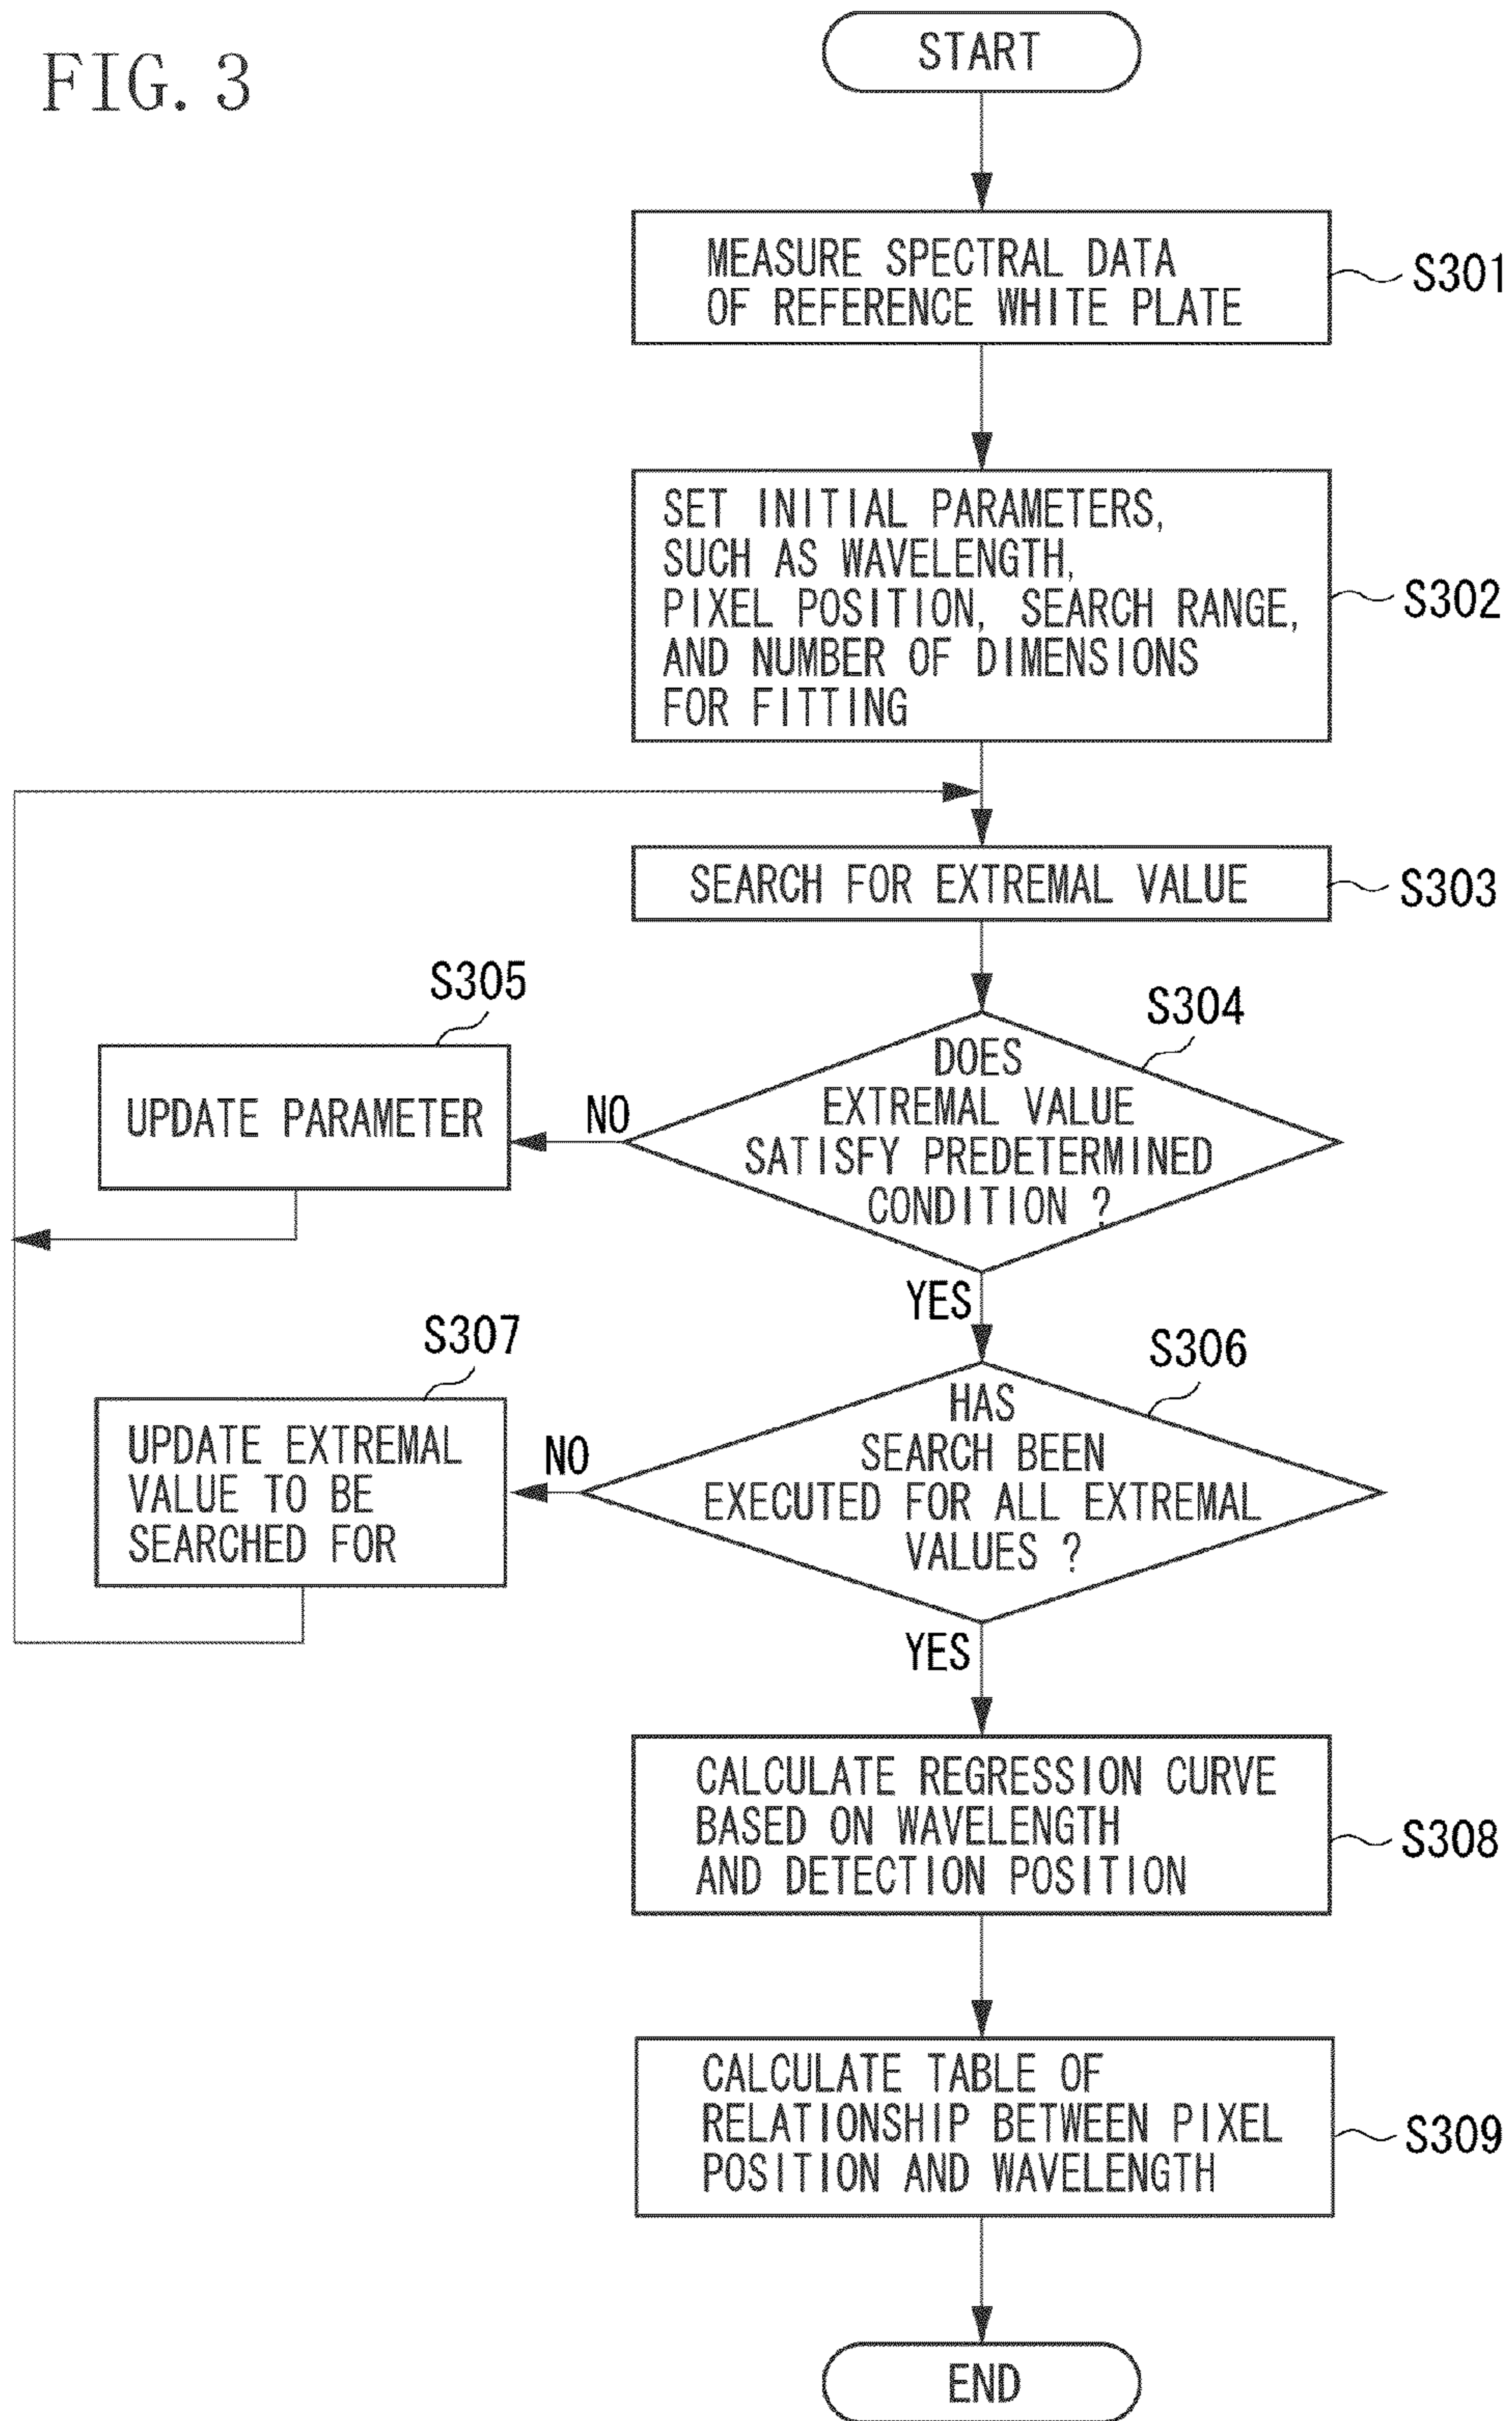 FIG. 3
START
MEASURE SPECTRAL DATA
OF REFERENCE WHITE PLATE
S301
SET INITIAL PARAMETERS,
SUCH AS WAVELENGTH,
PIXEL POSITION, SEARCH RANGE,
AND NUMBER OF DIMENSIONS
FOR FITTING
S302
SEARCH FOR EXTREMAL VALUE
S303
S304
DOES
EXTREMAL VALUE
SATISFY PREDETERMINED
CONDITION ?
NO
S305
UPDATE PARAMETER
YES
S306
HAS
SEARCH BEEN
EXECUTED FOR ALL EXTREMAL
VALUES ?
NO
S307
UPDATE EXTREMAL
VALUE TO BE
SEARCHED FOR
YES
CALCULATE REGRESSION CURVE
BASED ON WAVELENGTH
AND DETECTION POSITION
S308
CALCULATE TABLE OF
RELATIONSHIP BETWEEN PIXEL
POSITION AND WAVELENGTH
S309
END